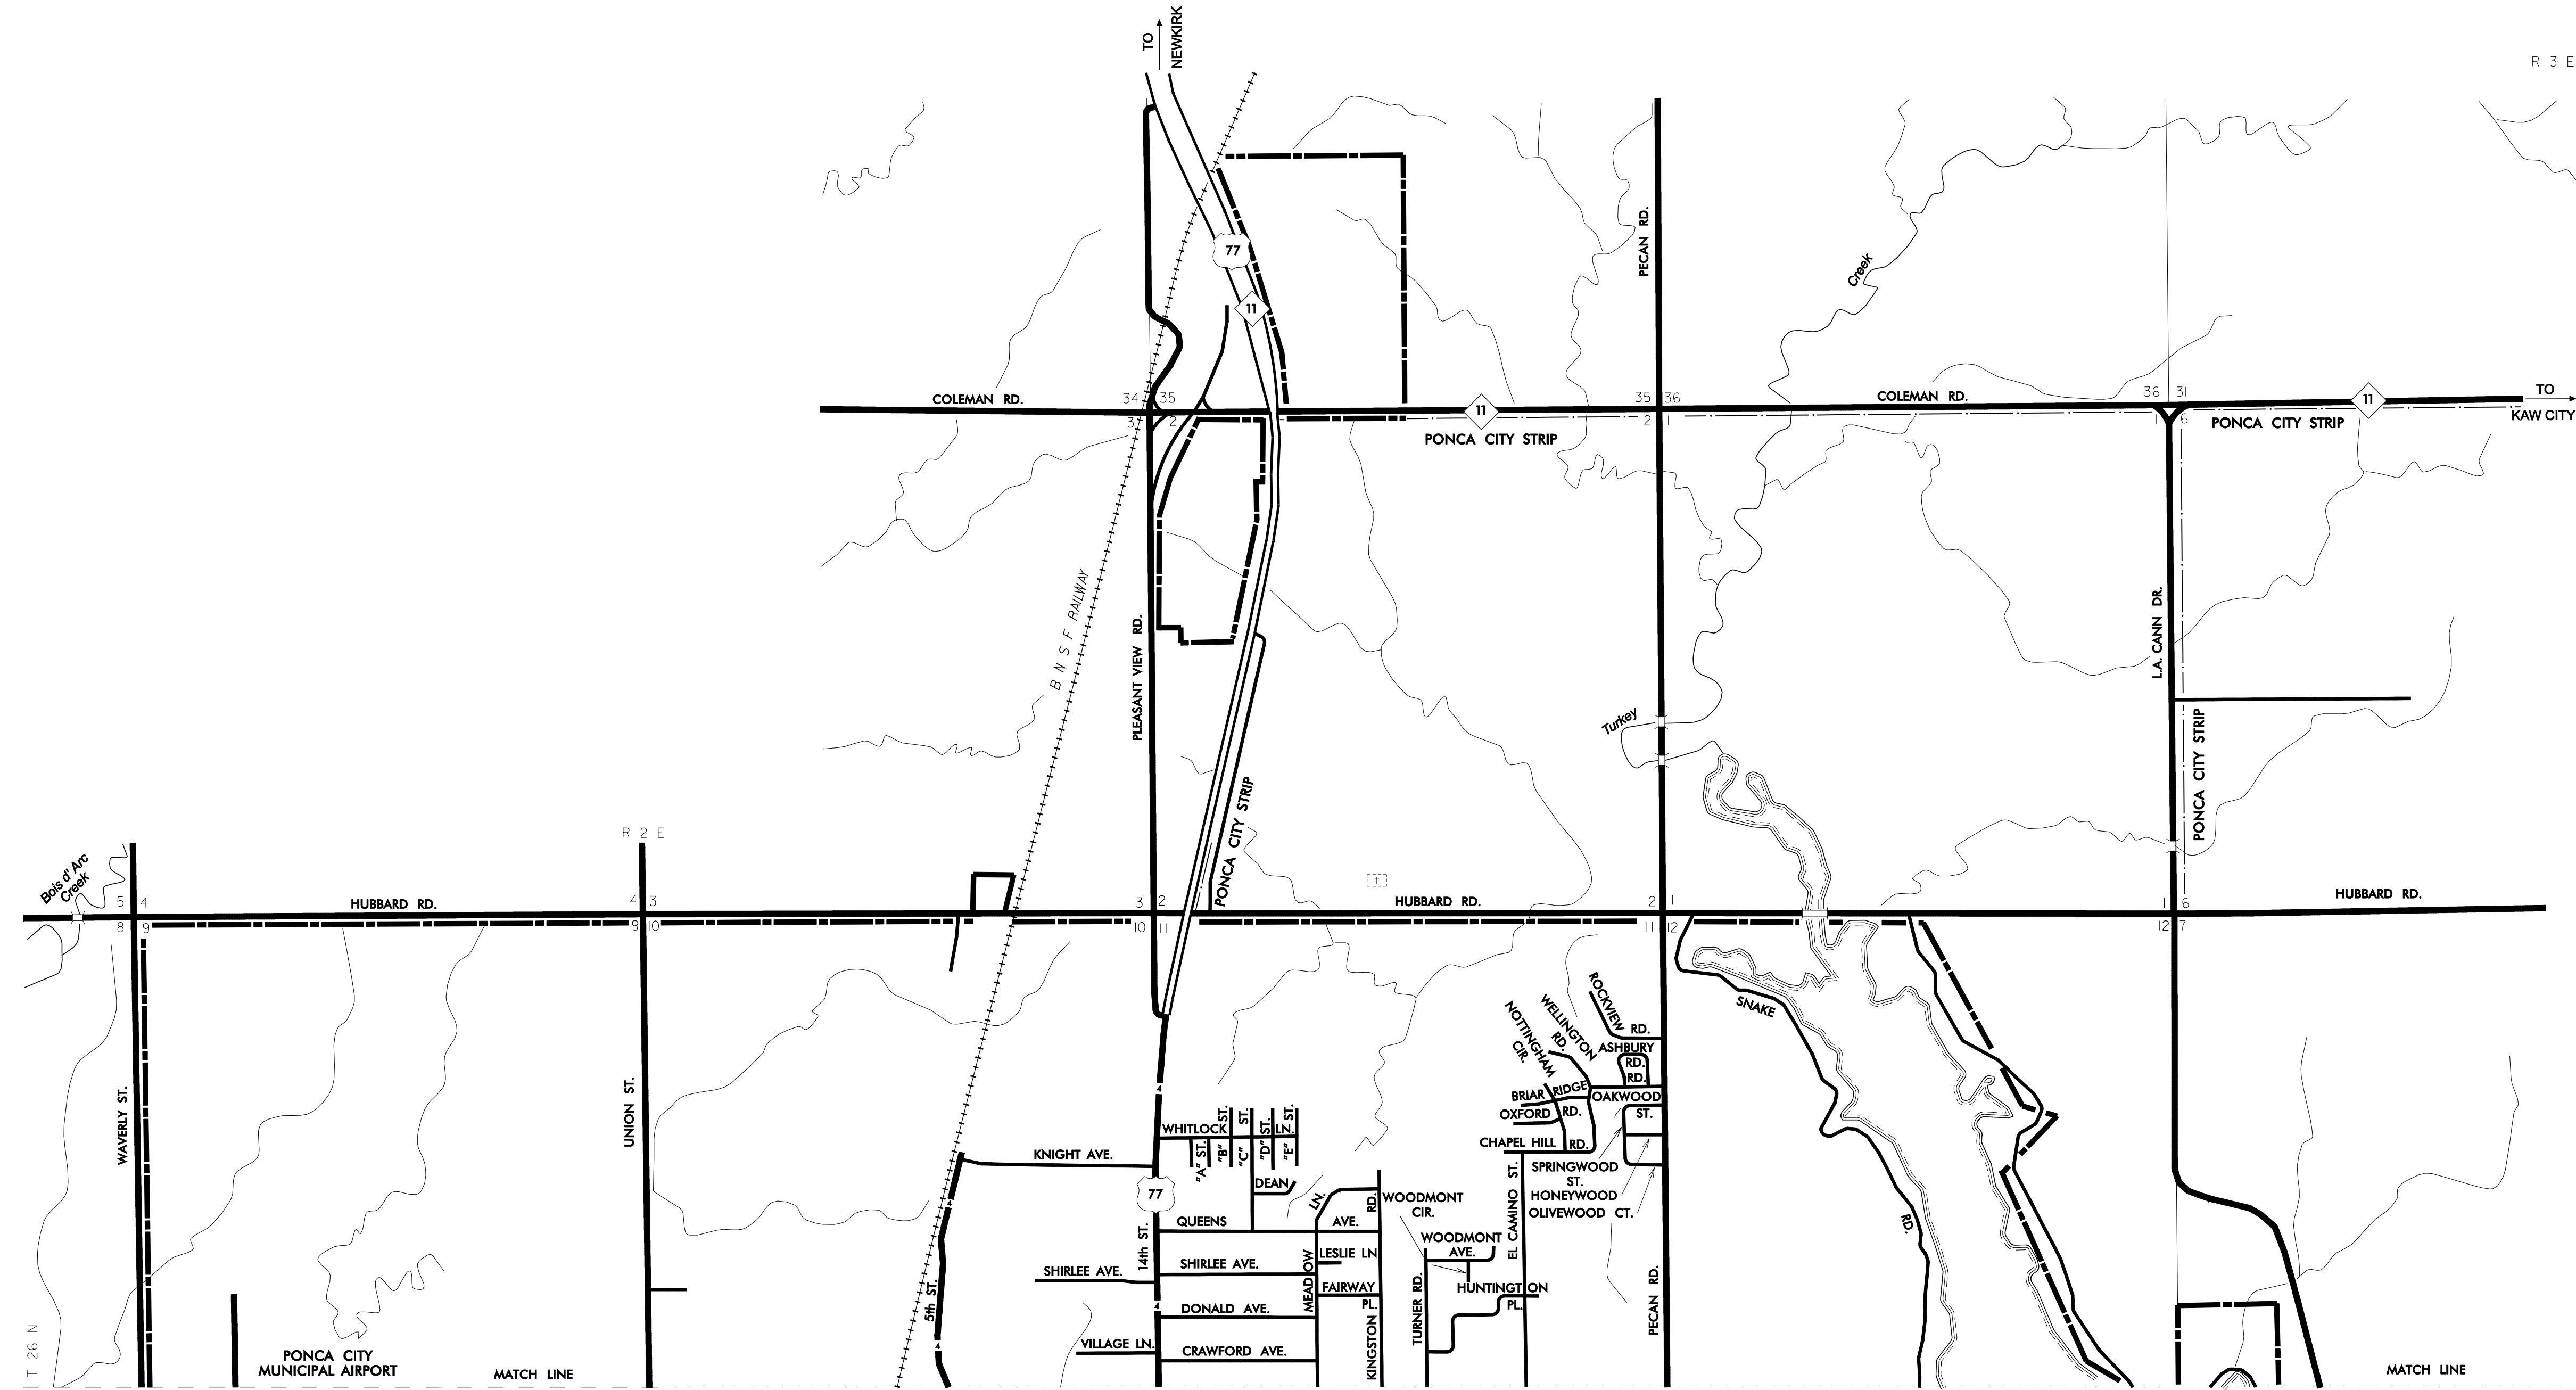 TO
NEWKIRK
R 3 E
77
11
PECAN RD.
Creek
COLEMAN RD.
34 35
3 2
11
35 36
2 1
PONCA CITY STRIP
COLEMAN RD.
36 31
1 6
11
TO
KAW CITY
PONCA CITY STRIP
B N S F RAILWAY
PLEASANT VIEW RD.
L.A. CANN DR.
Turkey
PONCA CITY STRIP
PONCA CITY STRIP
R 2 E
Bois d' Arc
Creek
5 4
8 9
HUBBARD RD.
4 3
9 10
3 2
10 11
HUBBARD RD.
2 1
11 12
1 6
12 7
HUBBARD RD.
ROCKVIEW
RD.
WELLINGTON
RD.
NOTTINGHAM
CIR.
ASHBURY
RD.
RD.
SNAKE
RD.
BRIAR RIDGE
RD.
OAKWOOD
ST.
OXFORD
CHAPEL HILL
RD.
SPRINGWOOD
ST.
HONEYWOOD
OLIVEWOOD CT.
WAVERLY ST.
UNION ST.
4
WHITLOCK
LN.
"A" ST.
"B" ST.
"C" ST.
"D" ST.
"E" ST.
KNIGHT AVE.
DEAN
77
14th ST.
QUEENS
AVE.
LN.
RD.
WOODMONT
CIR.
EL CAMINO ST.
WOODMONT
AVE.
SHIRLEE AVE.
SHIRLEE AVE.
LESLIE LN.
MEADOW
FAIRWAY
PL.
HUNTINGTON
PL.
4
DONALD AVE.
5th ST.
4
KINGSTON
TURNER RD.
PECAN RD.
VILLAGE LN.
CRAWFORD AVE.
T 26 N
PONCA CITY
MUNICIPAL AIRPORT
MATCH LINE
MATCH LINE